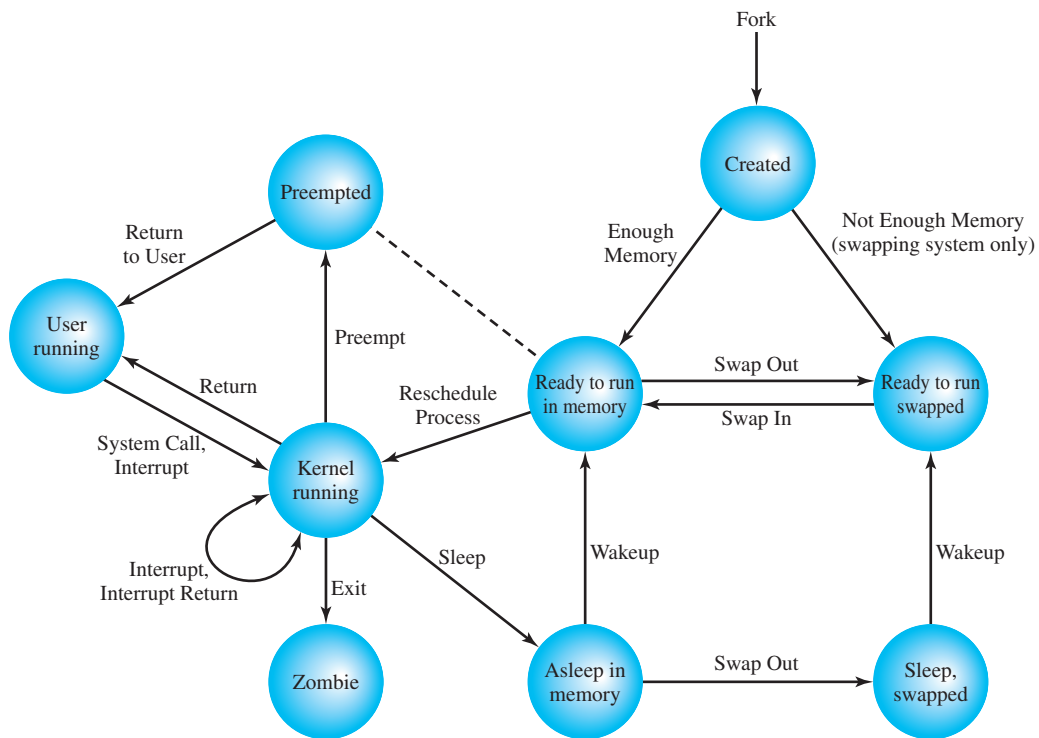 Fork
Created
Preempted
Enough
Memory
Not Enough Memory
(swapping system only)
Return
to User
User
running
Preempt
Return
Reschedule
Process
Ready to run
in memory
Swap Out
Swap In
Ready to run
swapped
System Call,
Interrupt
Kernel
running
Interrupt,
Interrupt Return
Sleep
Wakeup
Wakeup
Exit
Zombie
Asleep in
memory
Swap Out
Sleep,
swapped